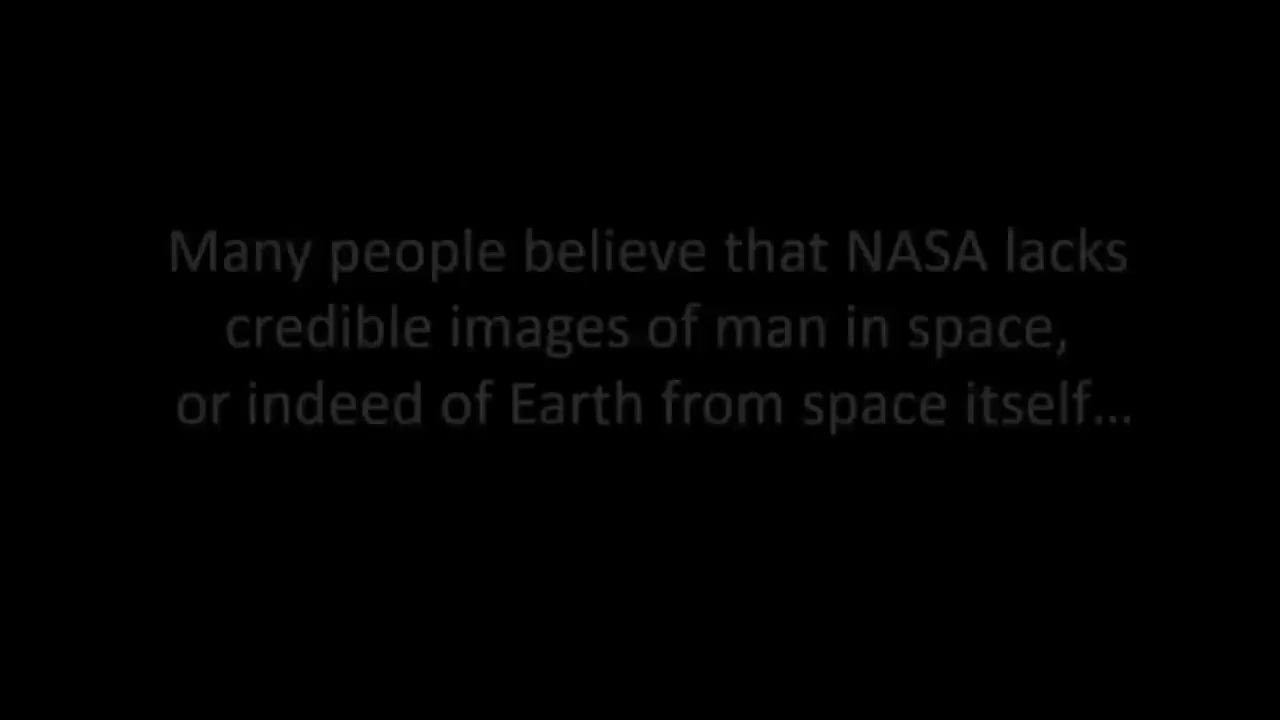 Many people believe that NASA lacks
credible images of man in space,
or indeed of Earth from space itself...